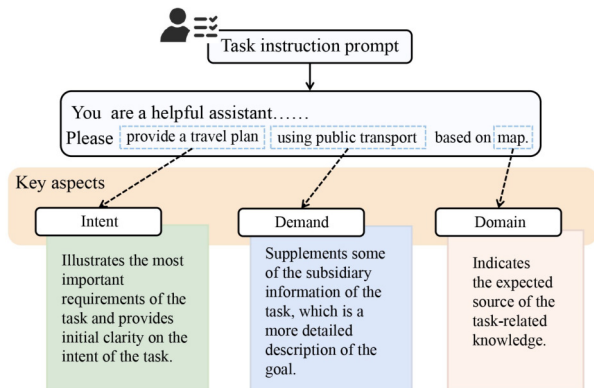 Task instruction prompt
You are a helpful assistant……
Please provide a travel plan using public transport based on map.
Key aspects
Intent
Demand
Domain
Illustrates the most
important
requirements of the
task and provides
initial clarity on the
intent of the task.
Supplements some
of the subsidiary
information of the
task, which is a
more detailed
description of the
goal.
Indicates
the expected
source of the
task-related
knowledge.